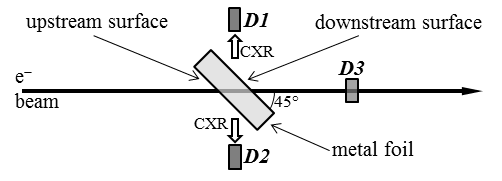 upstream surface
D1
downstream surface
CXR
D3
e⁻
beam
45°
CXR
D2
metal foil